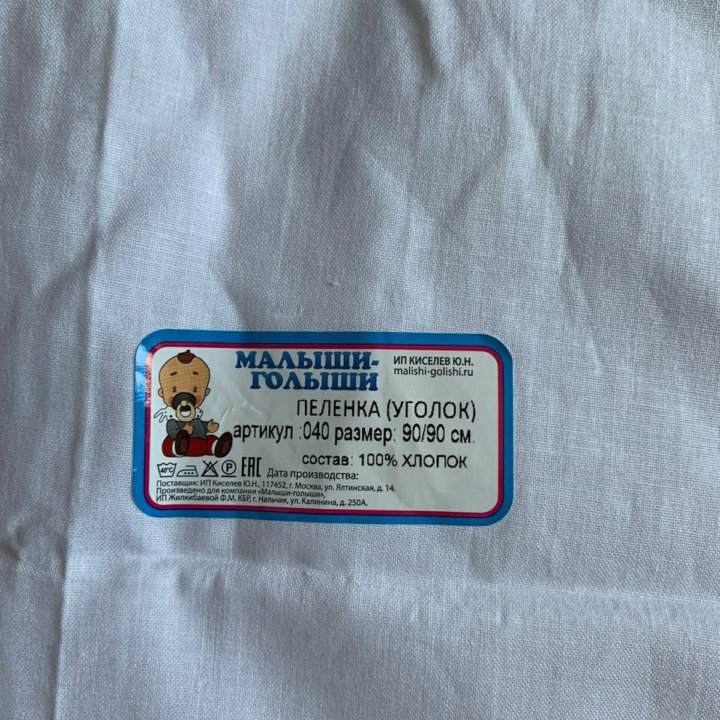 МАЛЫШИ-
ГОЛЫШИ
ИП КИСЕЛЕВ Ю.Н.
malishi-golishi.ru
ПЕЛЕНКА (УГОЛОК)
артикул :040 размер: 90/90 см.
состав: 100% ХЛОПОК
40°C P EAC Дата производства:
Поставщик: ИП Киселев Ю.Н., 117452, г. Москва, ул. Ялтинская, д. 14.
Произведено для компании «Малыши-голыши»,
ИП Жилкибаевой Ф.М. КБР, г. Нальчик, ул. Калинина, д. 250А.